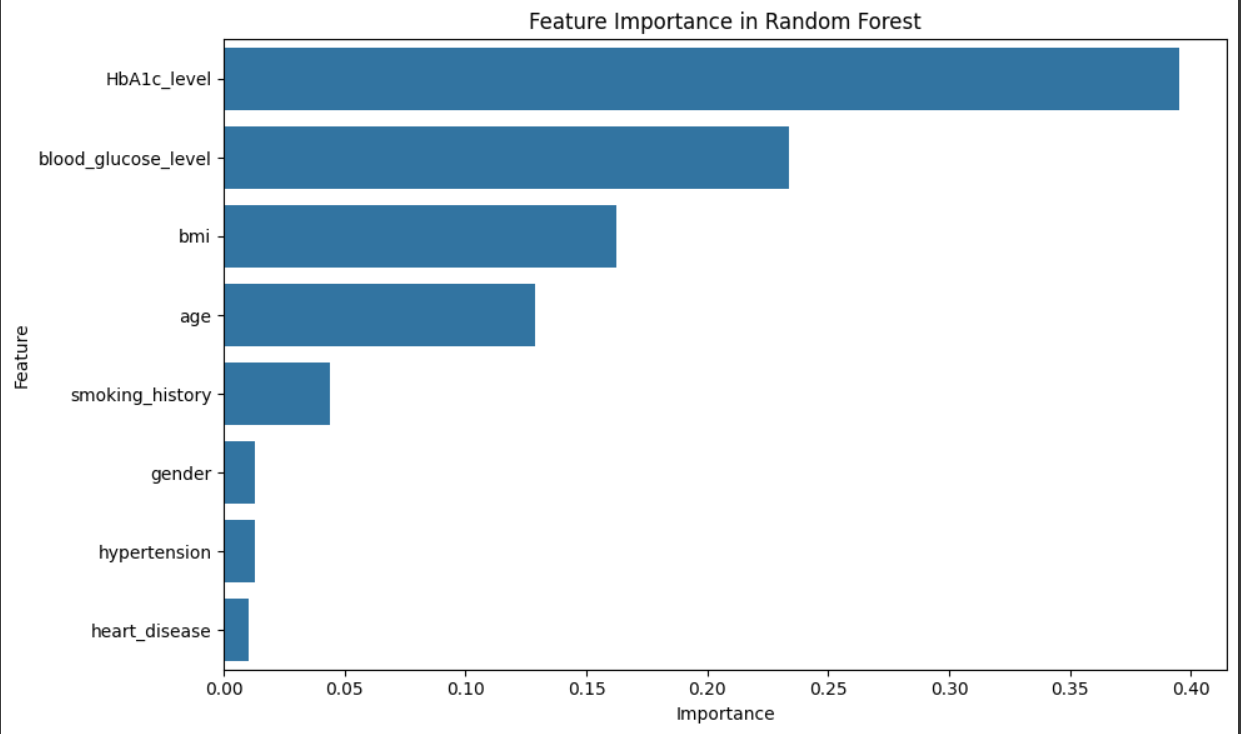 Feature Importance in Random Forest
HbA1c_level
blood_glucose_level
bmi
age
smoking_history
gender
hypertension
heart_disease
Feature
0.00 0.05 0.10 0.15 0.20 0.25 0.30 0.35 0.40
Importance